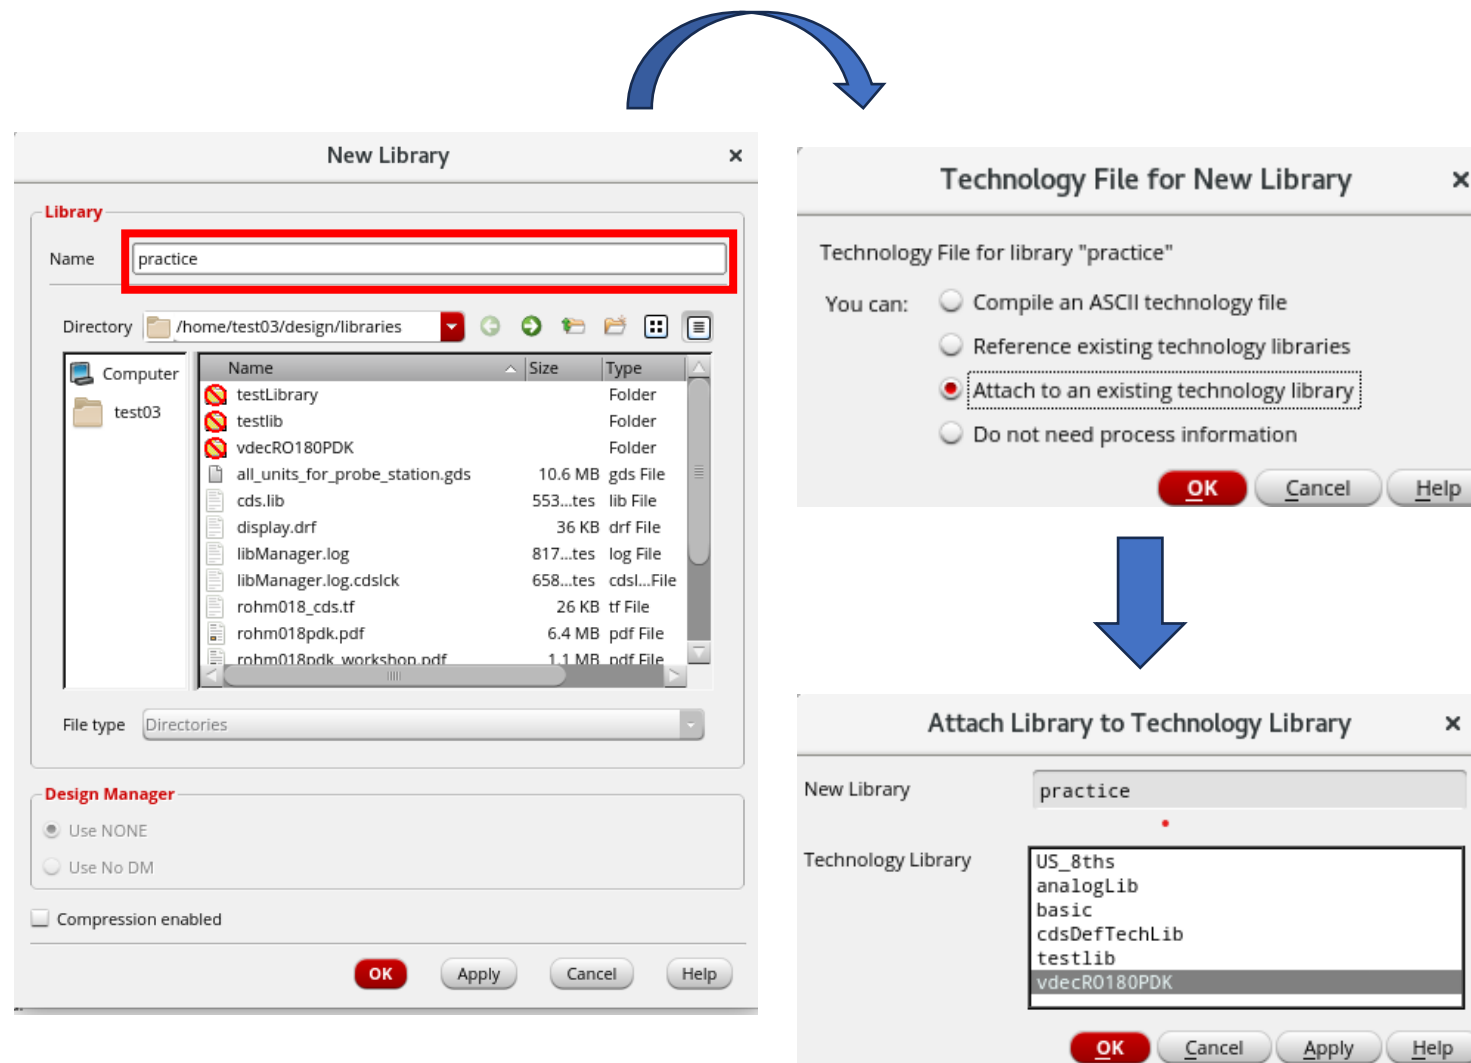 New Library
Library
Name practice
Directory /home/test03/design/libraries
Computer
test03
Name Size Type
testLibrary Folder
testlib Folder
vdecRO180PDK Folder
all_units_for_probe_station.gds 10.6 MB gds File
cds.lib 553...tes lib File
display.drf 36 KB drf File
libManager.log 817...tes log File
libManager.log.cdslck 658...tes cdsl...File
rohm018_cds.tf 26 KB tf File
rohm018pdk.pdf 6.4 MB pdf File
rohm018pdk_workshop.pdf 1.1 MB pdf File
File type Directories
Design Manager
Use NONE
Use No DM
Compression enabled
OK Apply Cancel Help
Technology File for New Library
Technology File for library "practice"
You can: Compile an ASCII technology file
Reference existing technology libraries
Attach to an existing technology library
Do not need process information
OK Cancel Help
Attach Library to Technology Library
New Library practice
Technology Library US_8ths
analogLib
basic
cdsDefTechLib
testlib
vdecRO180PDK
OK Cancel Apply Help